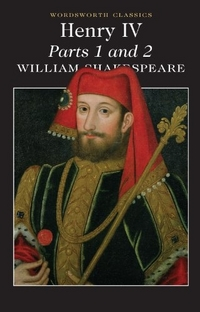 WORDSWORTH CLASSICS
Henry IV
Parts 1 and 2
WILLIAM SHAKESPEARE